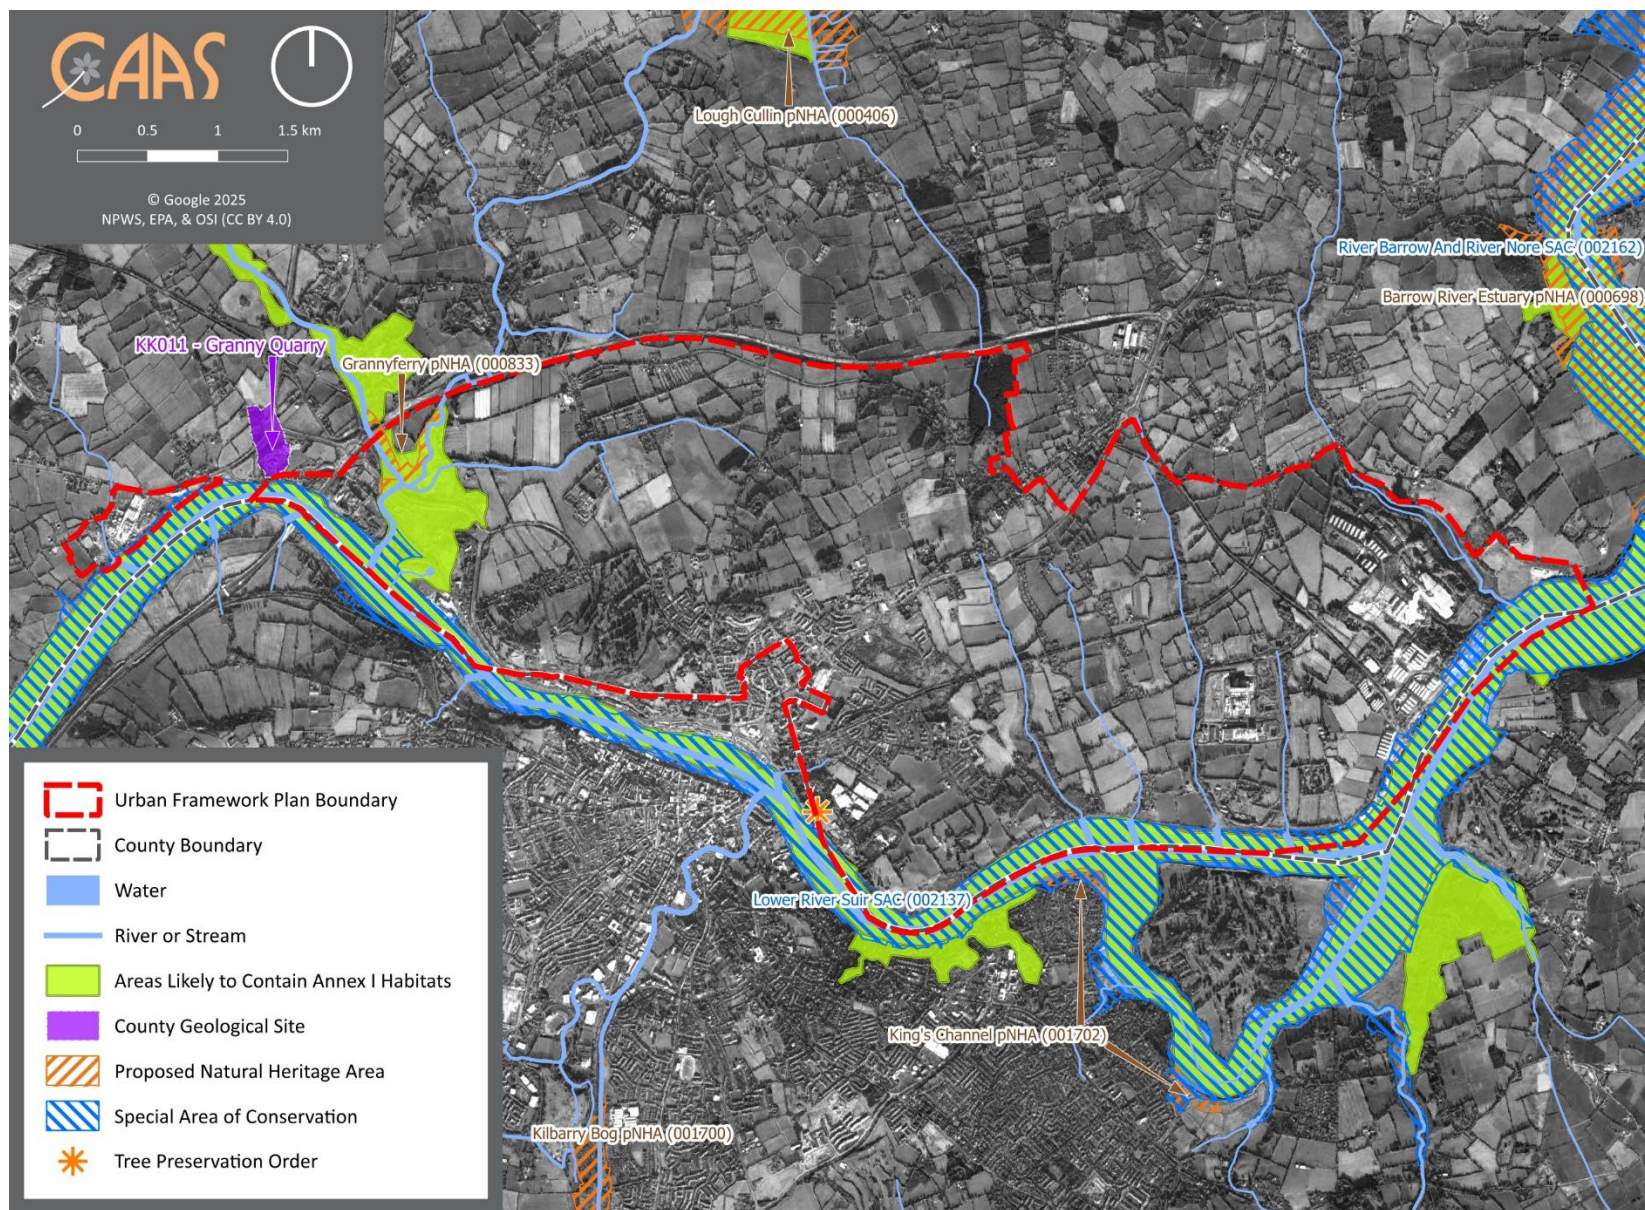 CAAS
0 0.5 1 1.5 km
© Google 2025
NPWS, EPA, & OSI (CC BY 4.0)
Lough Cullin pNHA (000406)
River Barrow And River Nore SAC (002162)
Barrow River Estuary pNHA (000698)
KK011 - Granny Quarry
Grannyferry pNHA (000833)
Lower River Suir SAC (002137)
King's Channel pNHA (001702)
Kilbarry Bog pNHA (001700)
Urban Framework Plan Boundary
County Boundary
Water
River or Stream
Areas Likely to Contain Annex I Habitats
County Geological Site
Proposed Natural Heritage Area
Special Area of Conservation
Tree Preservation Order